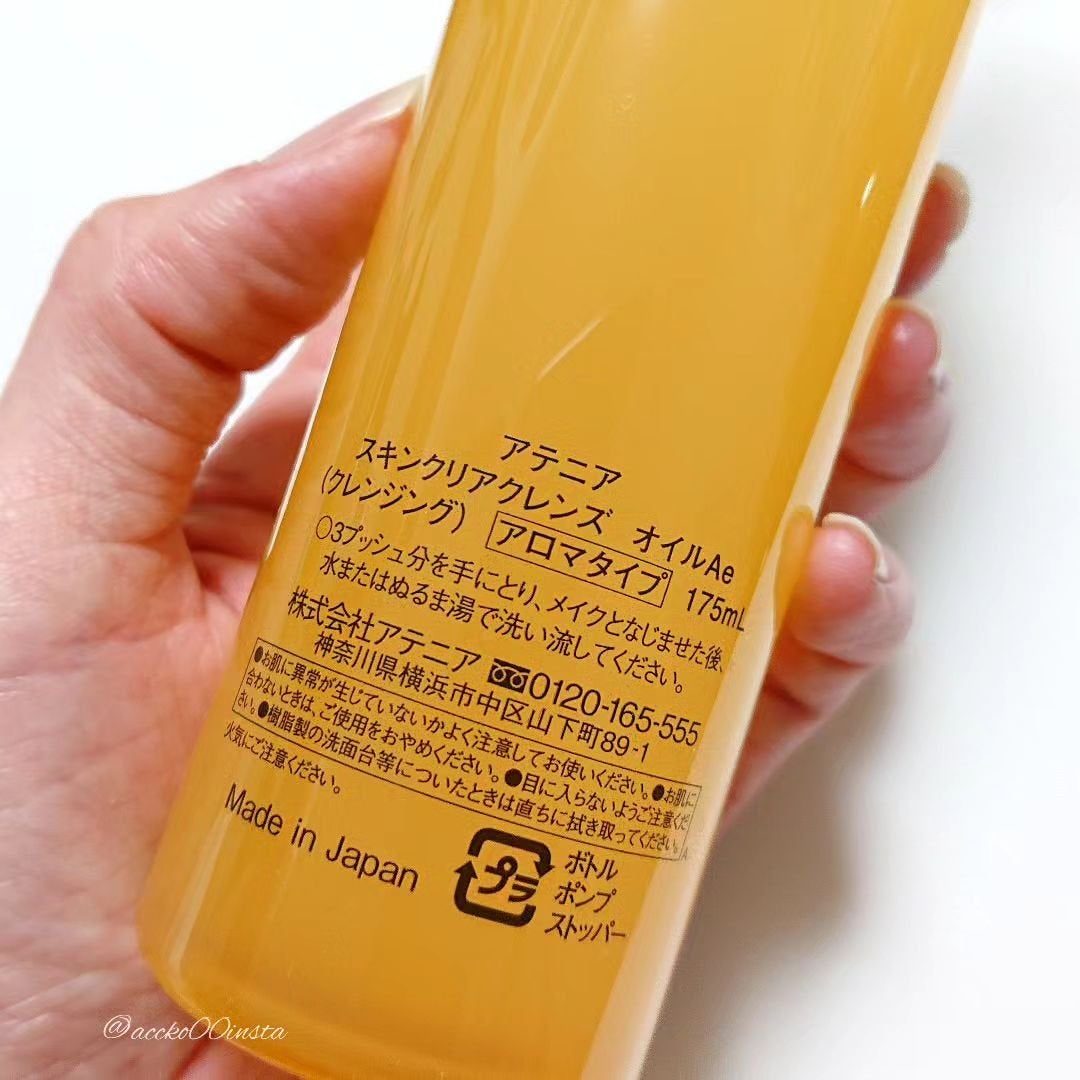 アテニア
スキンクリアクレンズ オイルAe
(クレンジング) アロマタイプ 175mL
○3プッシュ分を手にとり、メイクとなじませた後、
水またはぬるま湯で洗い流してください。
株式会社アテニア 0120-165-555
神奈川県横浜市中区山下町89-1
●お肌に異常が生じていないかよく注意してお使いください。●お肌に
合わないときは、ご使用をおやめください。●目に入らないようご注意くだ
さい。●樹脂製の洗面台等についたときは直ちに拭き取ってください。
火気にご注意ください。
Made in Japan
プラ
ボトル
ポンプ
ストッパー
@accko00insta